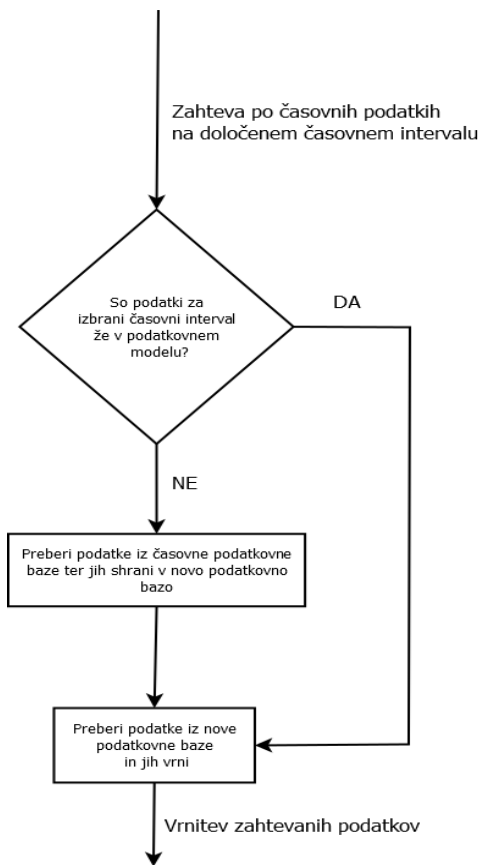 Zahteva po časovnih podatkih
na določenem časovnem intervalu
So podatki za
izbrani časovni interval
že v podatkovnem
modelu?
DA
NE
Preberi podatke iz časovne podatkovne
baze ter jih shrani v novo podatkovno
bazo
Preberi podatke iz nove
podatkovne baze
in jih vrni
Vrnitev zahtevanih podatkov